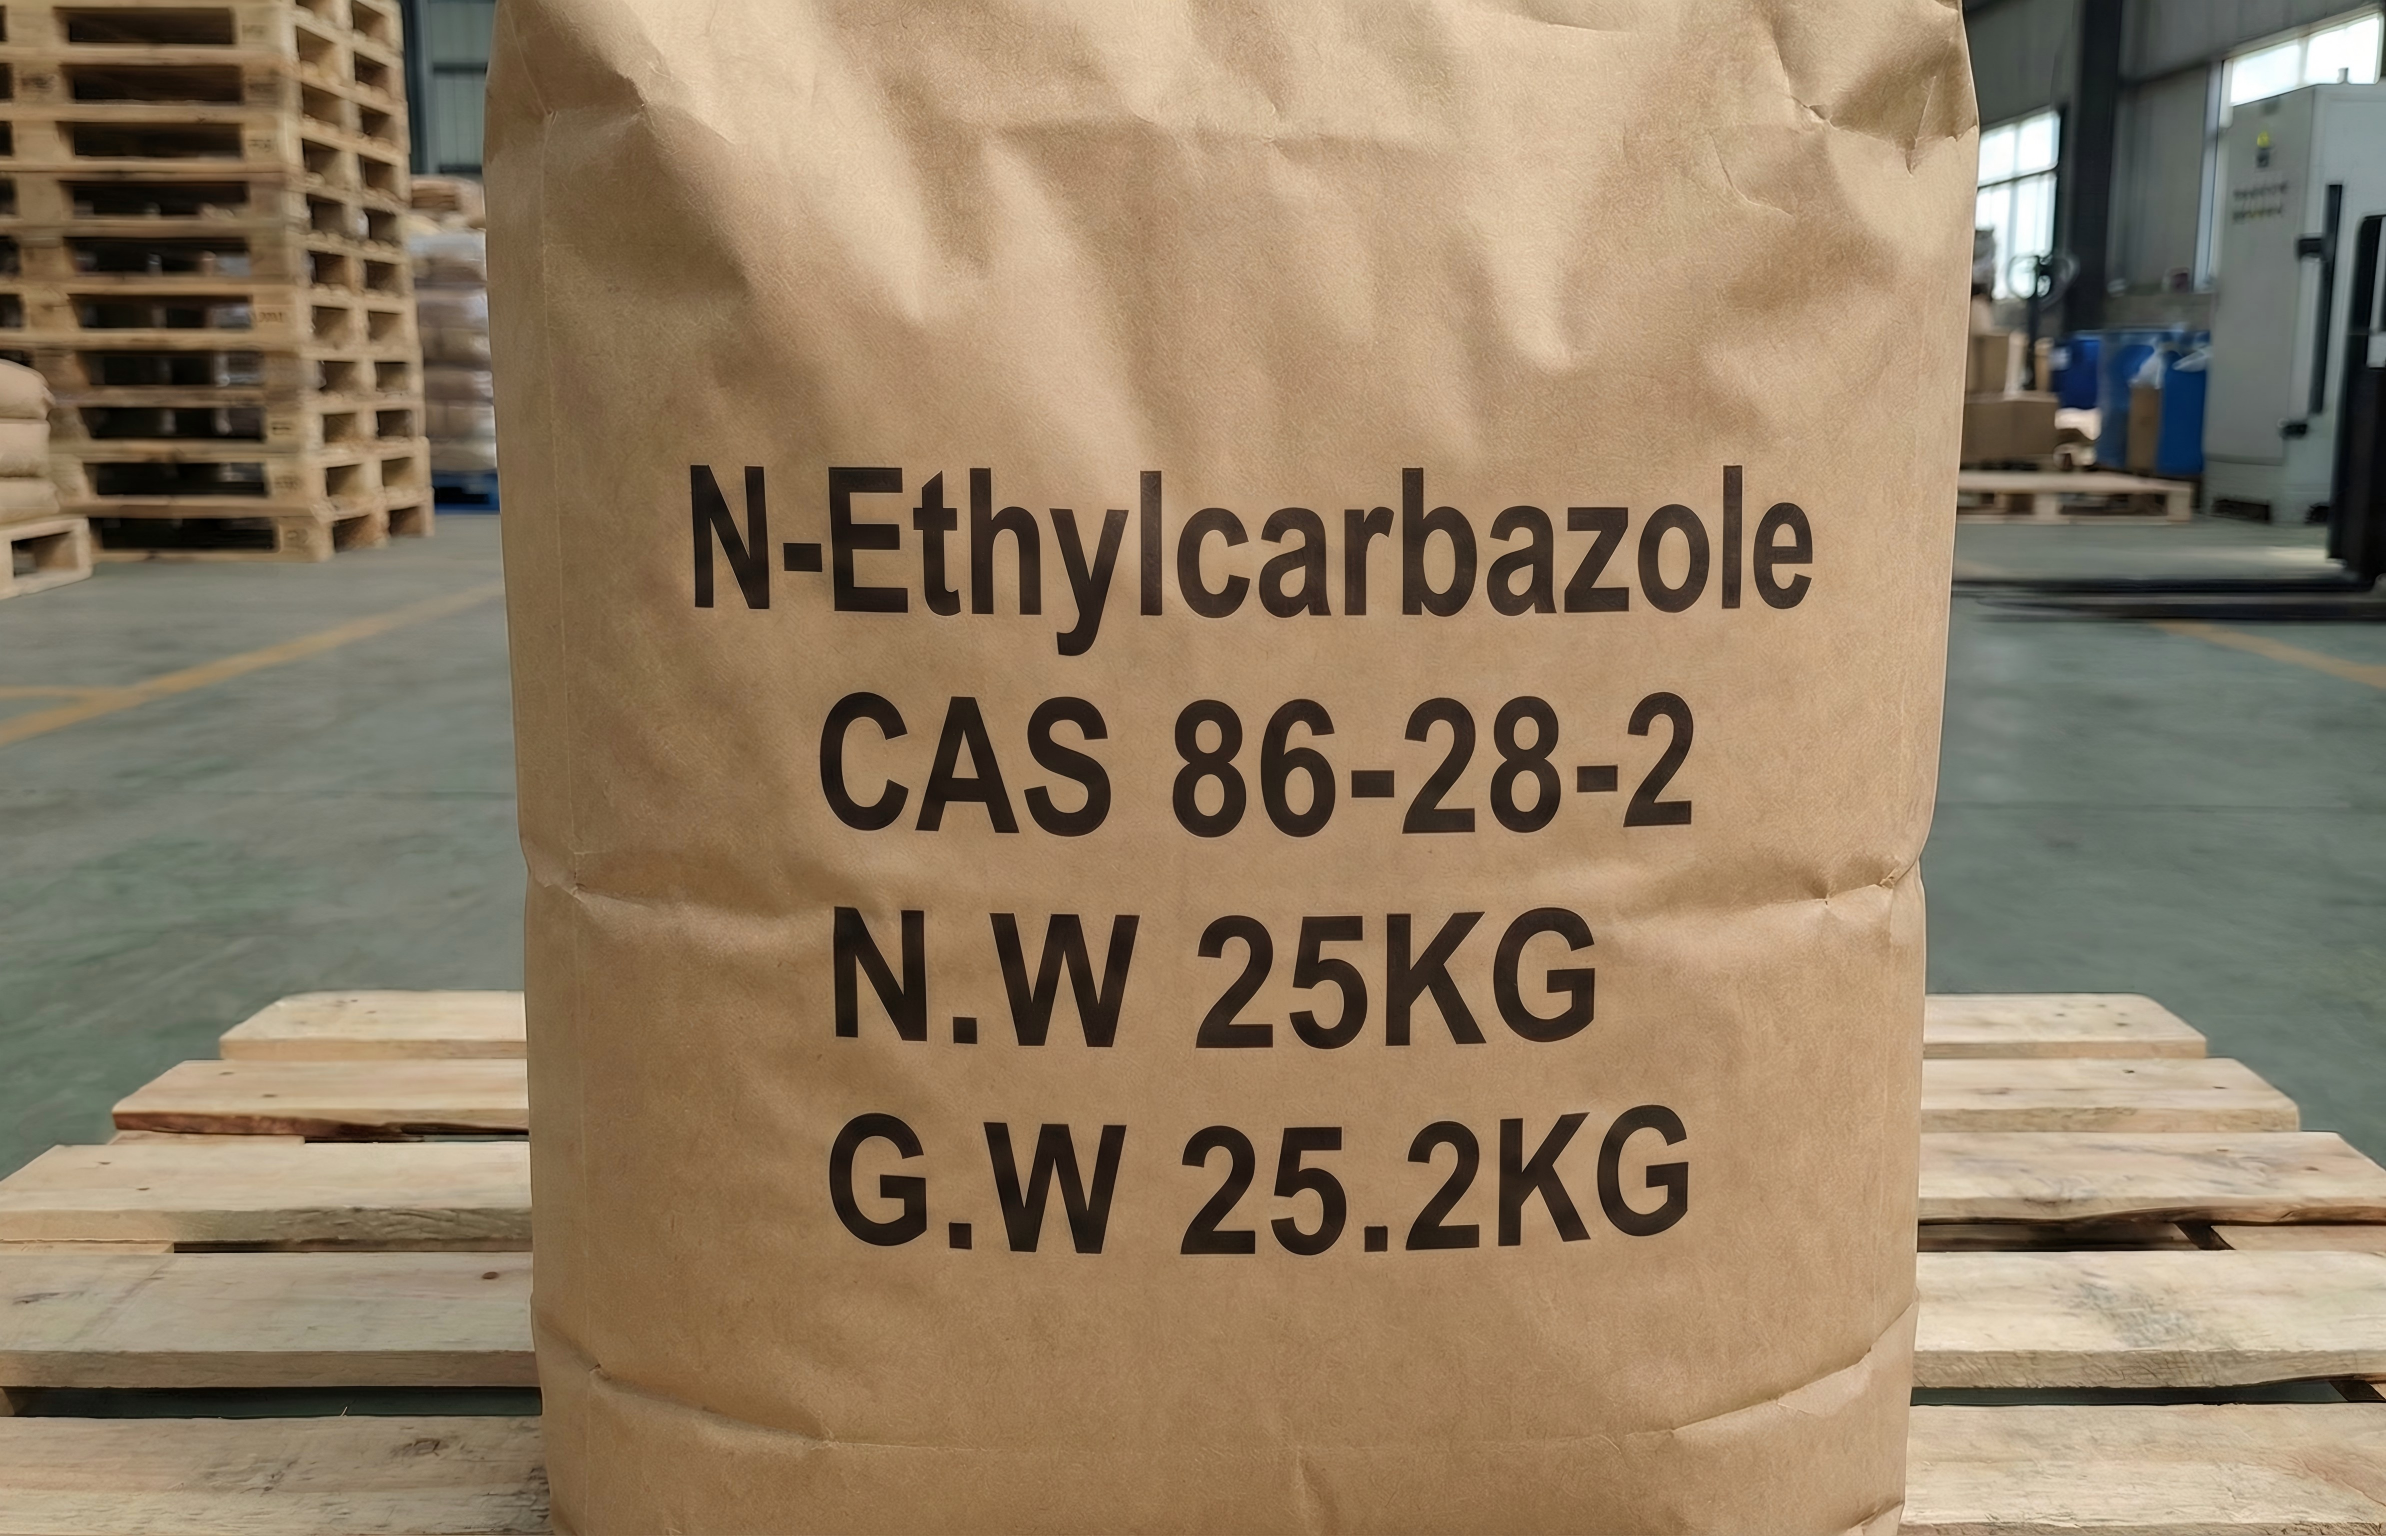 N-Ethylcarbazole
CAS 86-28-2
N.W 25KG
G.W 25.2KG